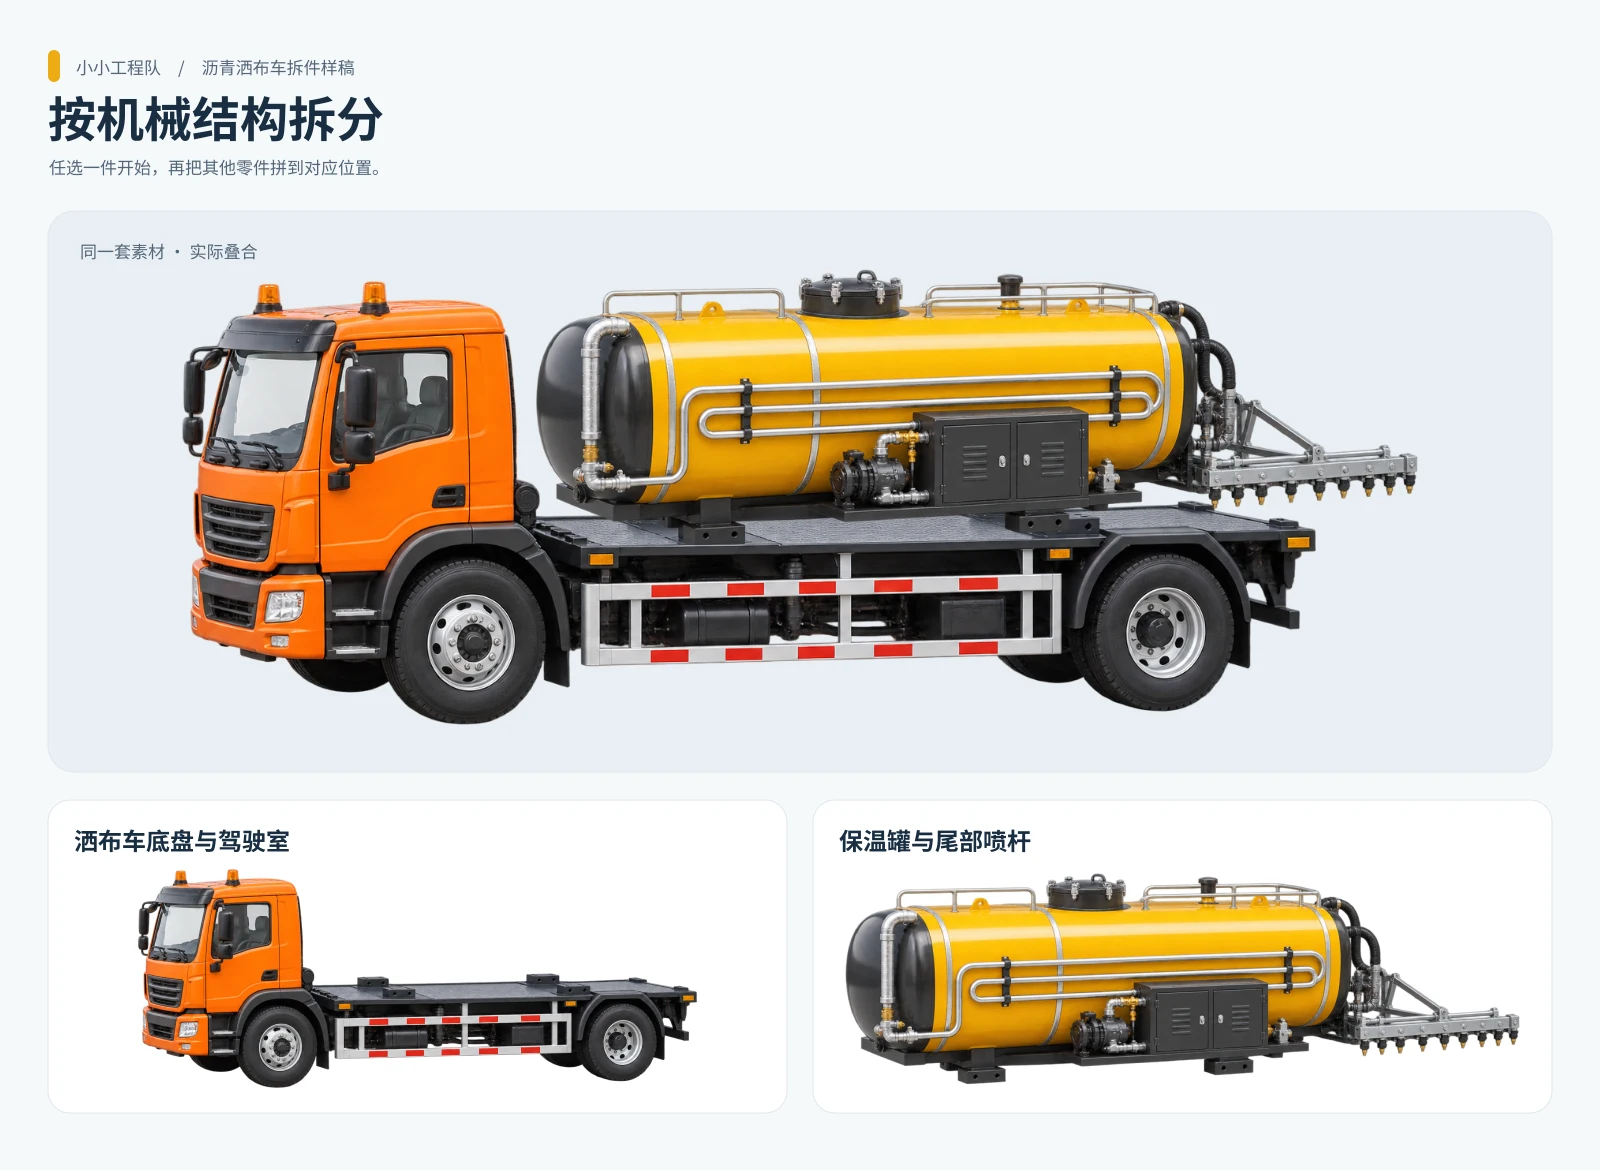 小小工程队 / 沥青洒布车拆件样稿
按机械结构拆分
任选一件开始，再把其他零件拼到对应位置。
同一套素材 · 实际叠合
洒布车底盘与驾驶室
保温罐与尾部喷杆